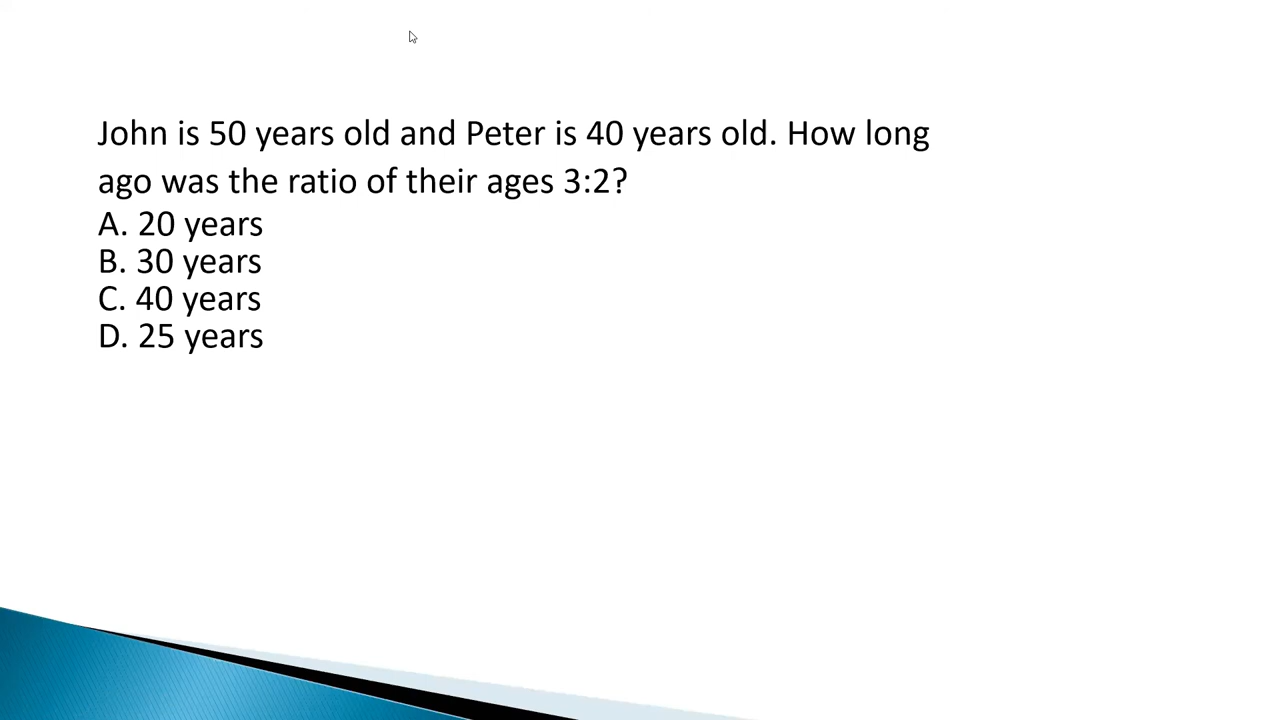 John is 50 years old and Peter is 40 years old. How long
ago was the ratio of their ages 3:2?
A. 20 years
B. 30 years
C. 40 years
D. 25 years